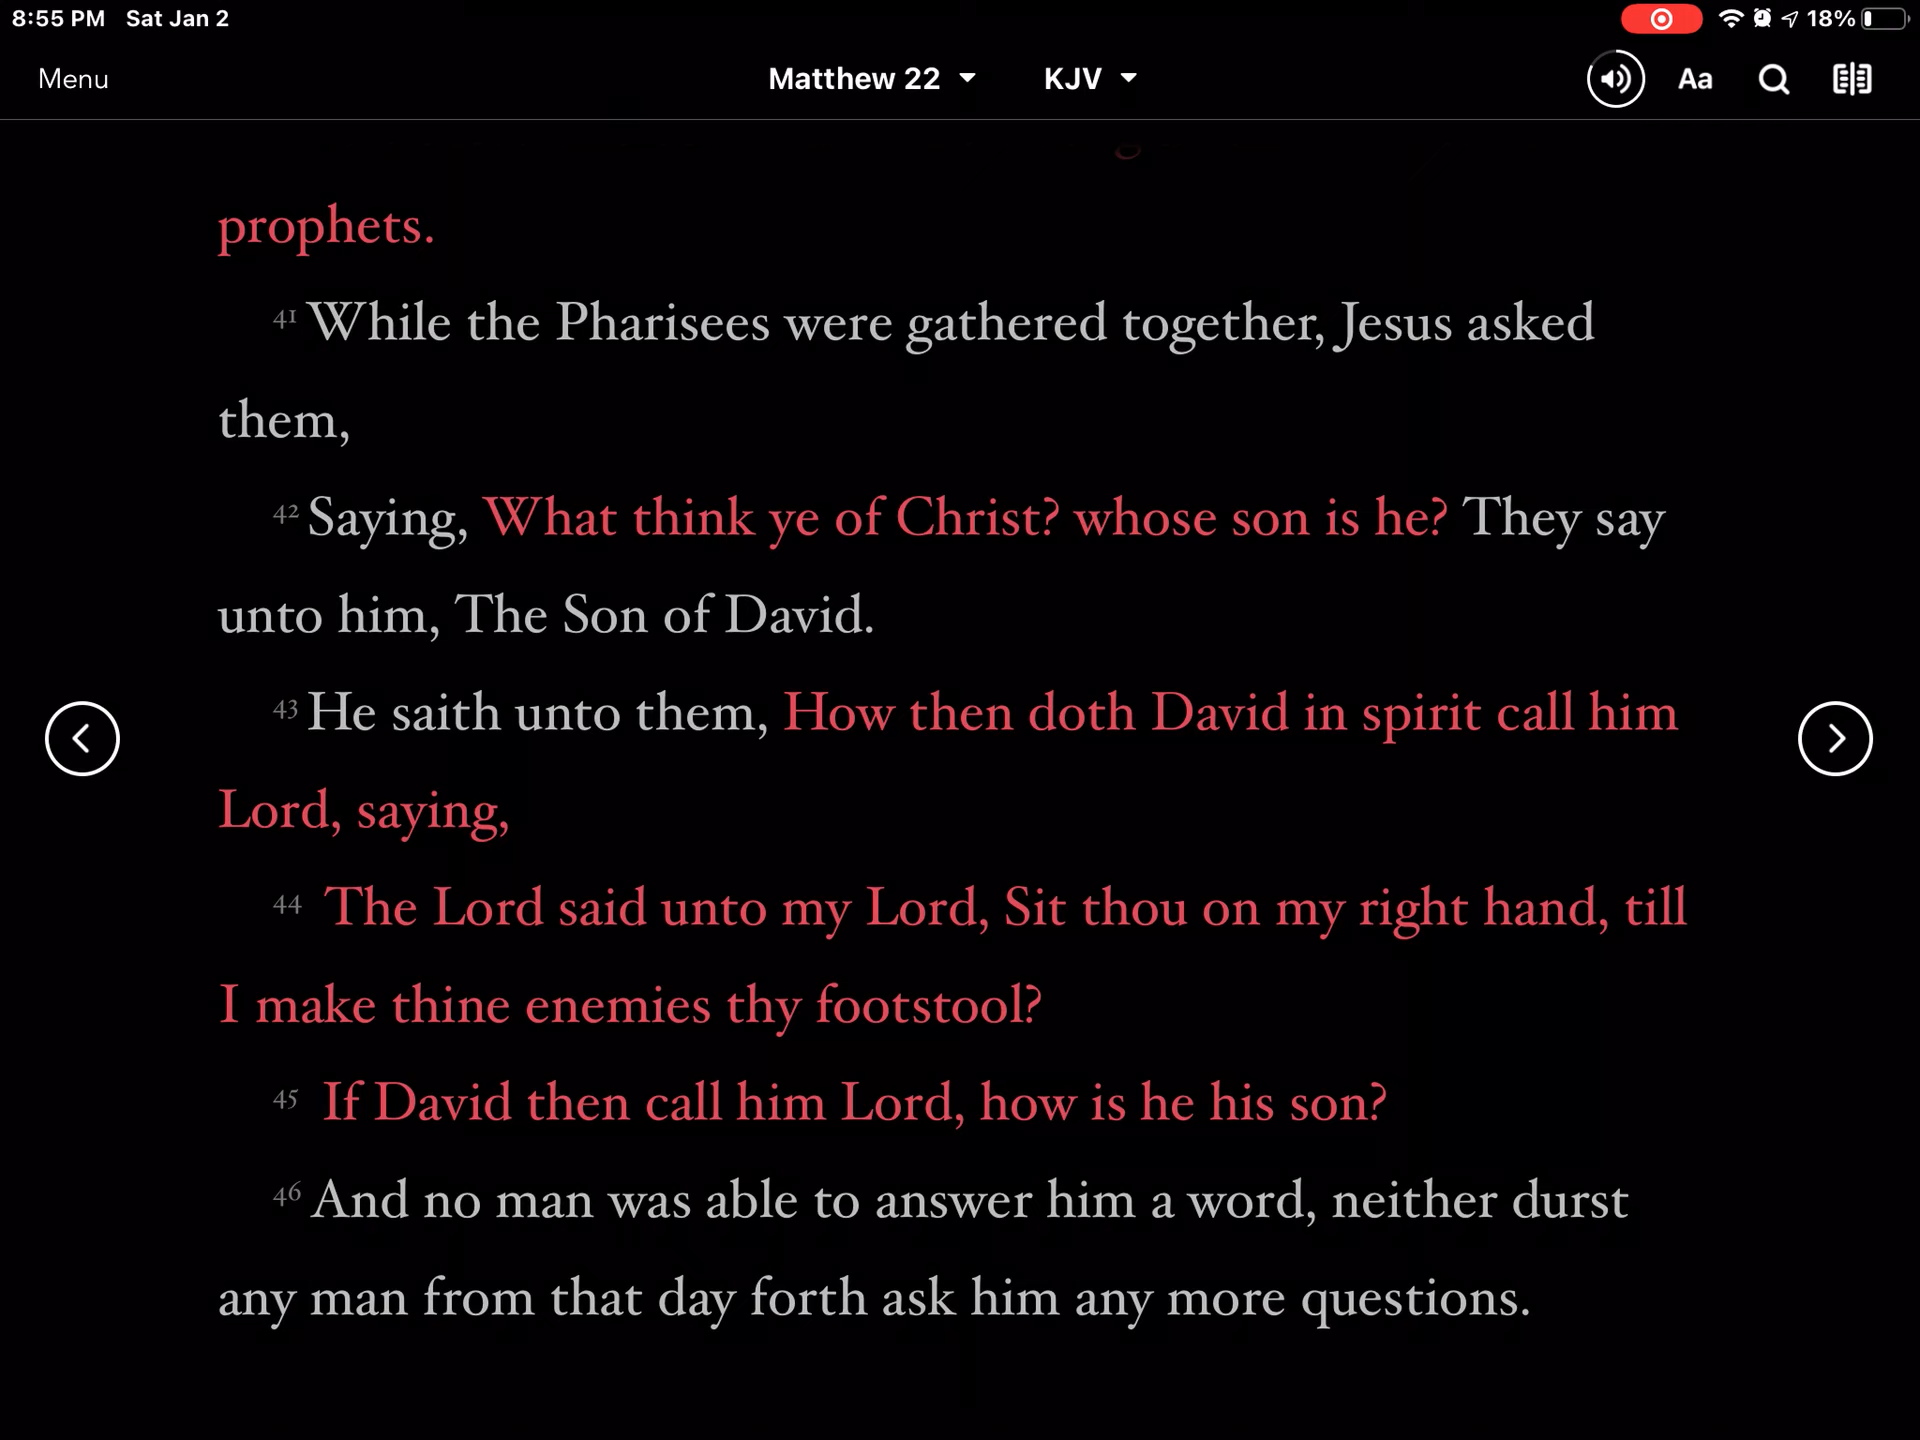 8:55 PM Sat Jan 2 18%
Menu Matthew 22 KJV Aa
prophets.
41 While the Pharisees were gathered together, Jesus asked
them,
42 Saying, What think ye of Christ? whose son is he? They say
unto him, The Son of David.
43 He saith unto them, How then doth David in spirit call him
Lord, saying,
44 The Lord said unto my Lord, Sit thou on my right hand, till
I make thine enemies thy footstool?
45 If David then call him Lord, how is he his son?
46 And no man was able to answer him a word, neither durst
any man from that day forth ask him any more questions.